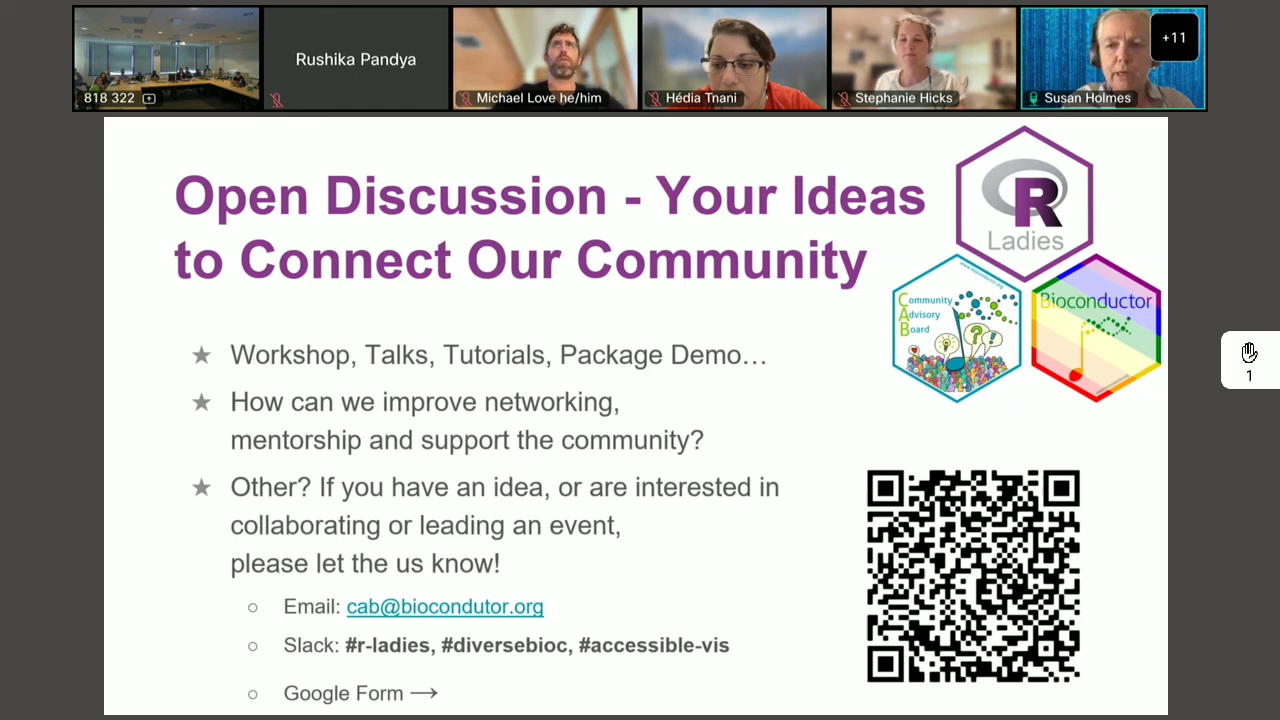 818 322
Rushika Pandya
Michael Love he/him
Hédia Tnani
Stephanie Hicks
Susan Holmes
+11
Open Discussion - Your Ideas
to Connect Our Community
R
Ladies
www.bioconductor.org
Community
Advisory
Board
Bioconductor
★ Workshop, Talks, Tutorials, Package Demo…
★ How can we improve networking,
mentorship and support the community?
★ Other? If you have an idea, or are interested in
collaborating or leading an event,
please let the us know!
○ Email: cab@biocondutor.org
○ Slack: #r-ladies, #diversebioc, #accessible-vis
○ Google Form →
1